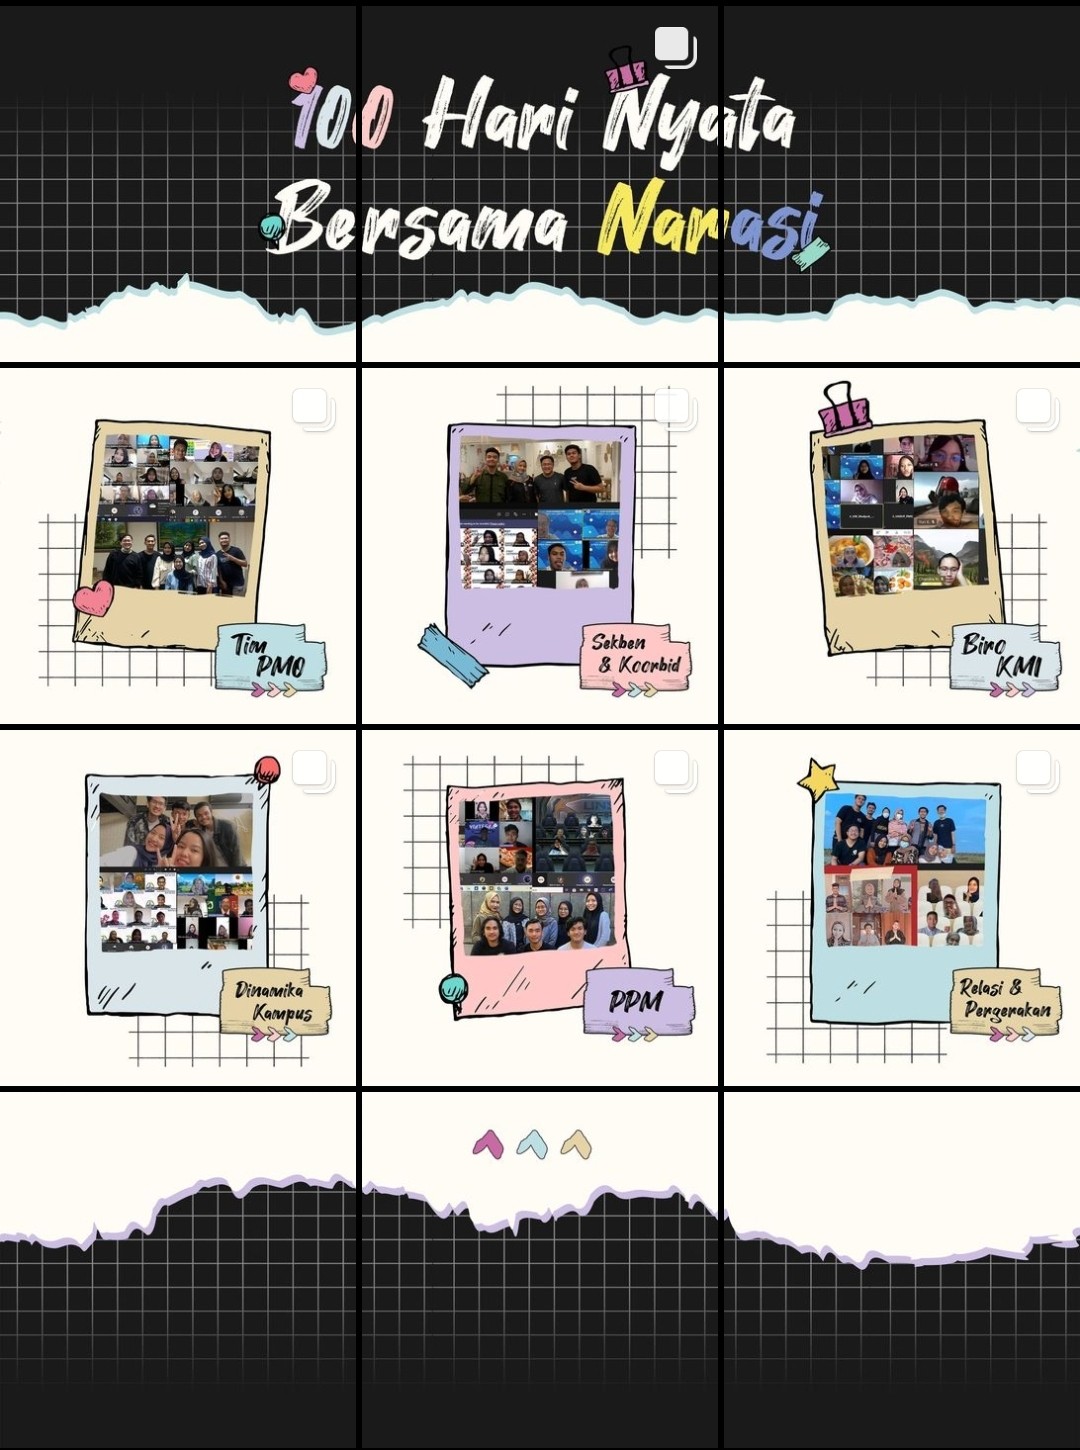 100 Hari Nyata
Bersama Narasi
Tim
PMO
Sekben
& Koorbid
Biro
KMI
Dinamika
Kampus
PPM
Relasi &
Pergerakan